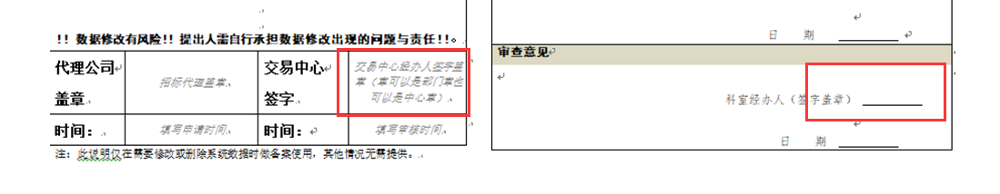 !! 数据修改有风险!! 提出人需自行承担数据修改出现的问题与责任!!。
代理公司
盖章.
招标代理盖章
交易中心
签字.
交易中心经办人签字盖
章（章可以是部门章也
可以是中心章）
时间：
填写申请时间
时间：
填写审核时间
注: 此说明仅在需要修改或删除系统数据时做备案使用，其他情况无需提供。
日 期
审查意见
科室经办人（签字盖章）
日 期